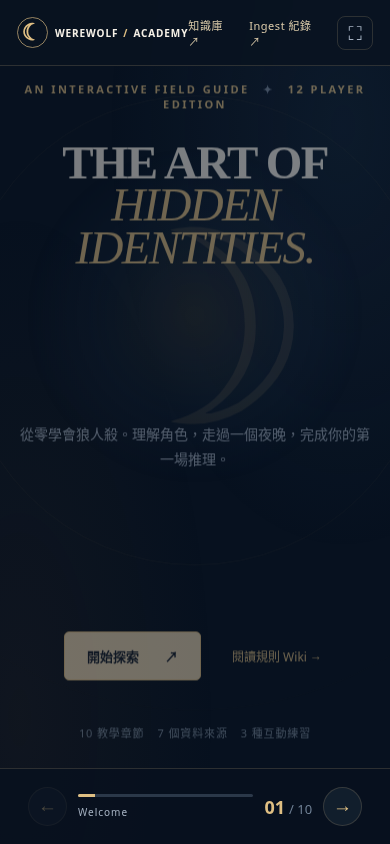 WEREWOLF / ACADEMY
知識庫 ↗
Ingest 紀錄 ↗
AN INTERACTIVE FIELD GUIDE ✦ 12 PLAYER
EDITION
THE ART OF
HIDDEN
IDENTITIES.
從零學會狼人殺。理解角色，走過一個夜晚，完成你的第
一場推理。
開始探索 ↗
閱讀規則 Wiki →
10 教學章節 7 個資料來源 3 種互動練習
←
Welcome
01 / 10
→